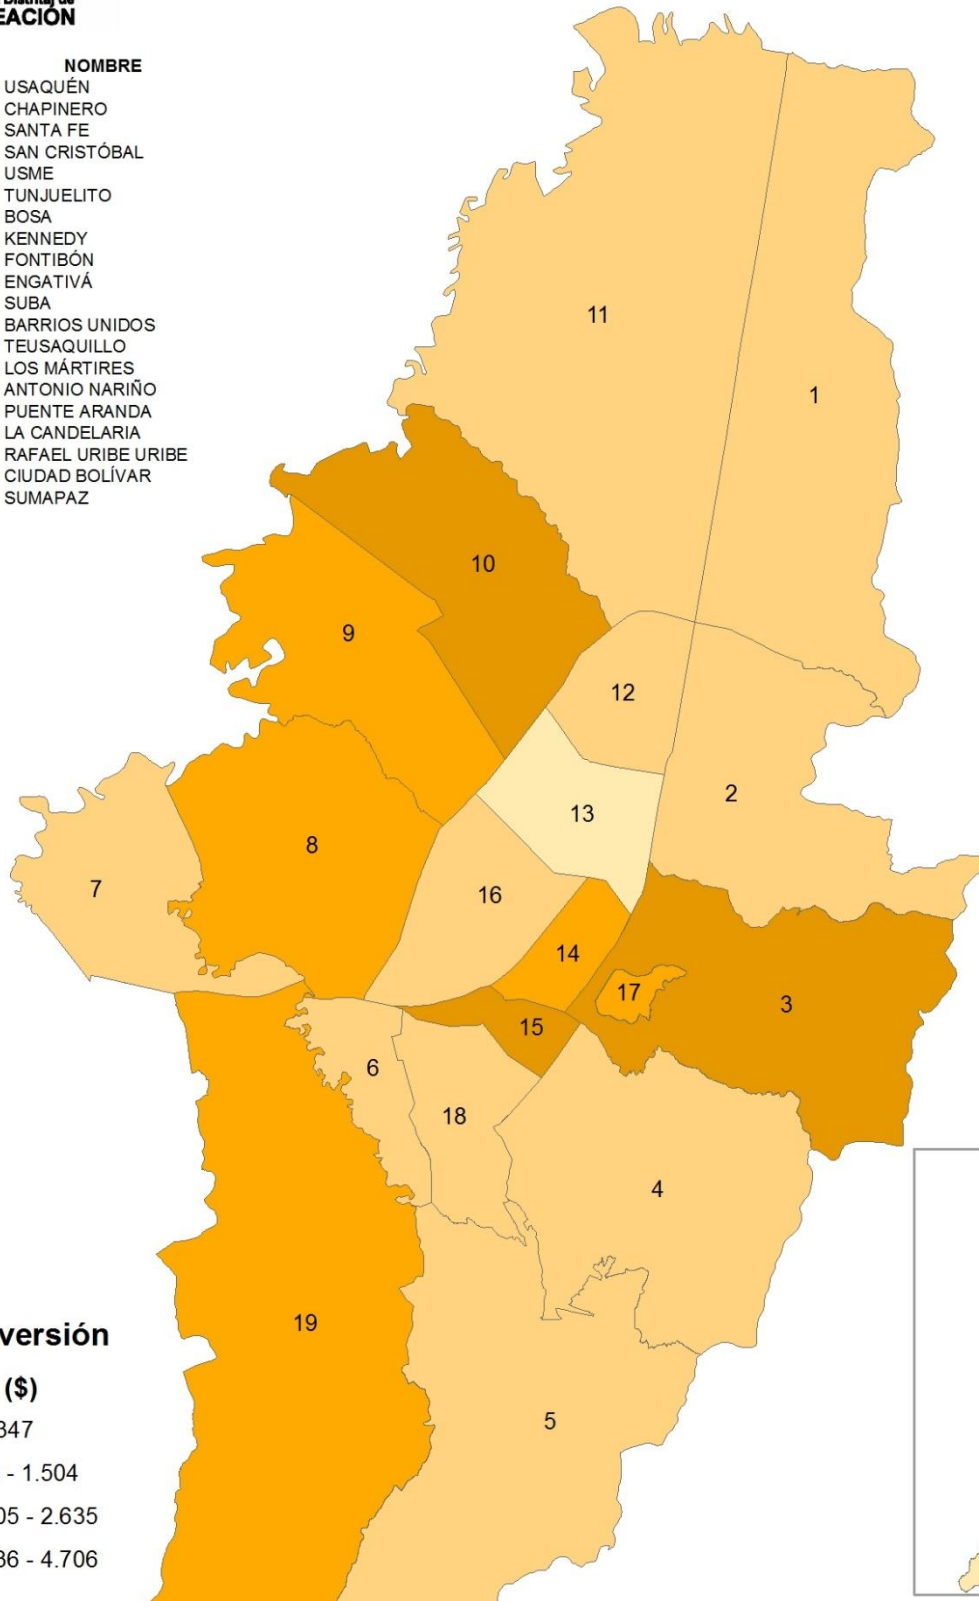 Distrital de
EACIÓN
NOMBRE
USAQUÉN
CHAPINERO
SANTA FE
SAN CRISTÓBAL
USME
TUNJUELITO
BOSA
KENNEDY
FONTIBÓN
ENGATIVÁ
SUBA
BARRIOS UNIDOS
TEUSAQUILLO
LOS MÁRTIRES
ANTONIO NARIÑO
PUENTE ARANDA
LA CANDELARIA
RAFAEL URIBE URIBE
CIUDAD BOLÍVAR
SUMAPAZ
11
1
10
9
12
2
13
8
7
16
14
17
3
15
6
18
4
19
5
versión
($)
347
- 1.504
05 - 2.635
36 - 4.706